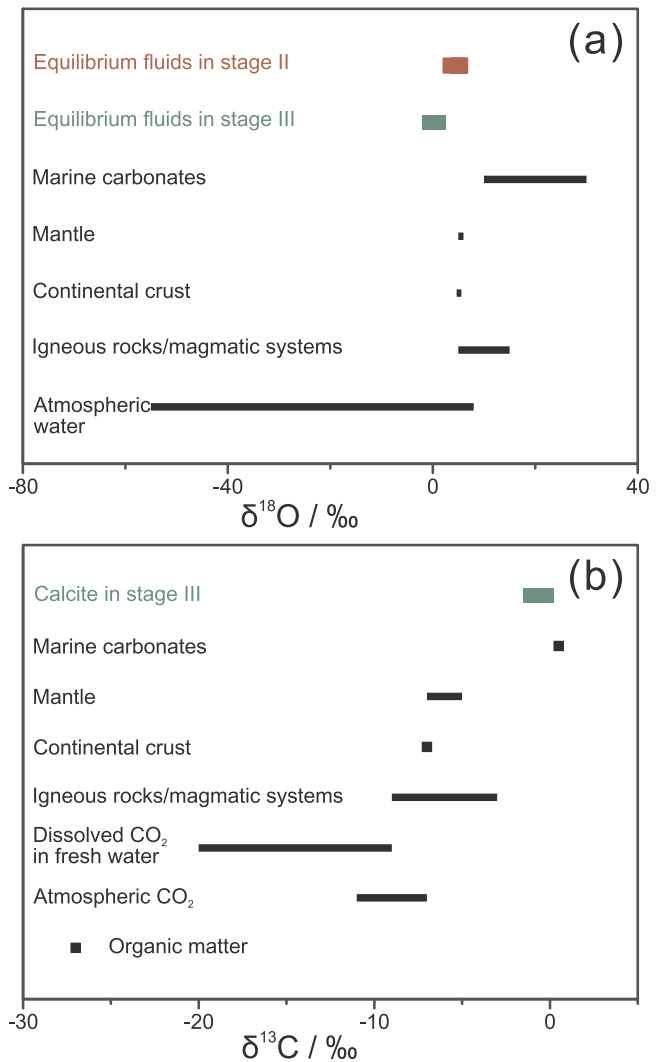 (a)
Equilibrium fluids in stage II
Equilibrium fluids in stage III
Marine carbonates
Mantle
Continental crust
Igneous rocks/magmatic systems
Atmospheric
water
-80 -40 0 40
δ¹⁸O / ‰
(b)
Calcite in stage III
Marine carbonates
Mantle
Continental crust
Igneous rocks/magmatic systems
Dissolved CO₂
in fresh water
Atmospheric CO₂
Organic matter
-30 -20 -10 0
δ¹³C / ‰